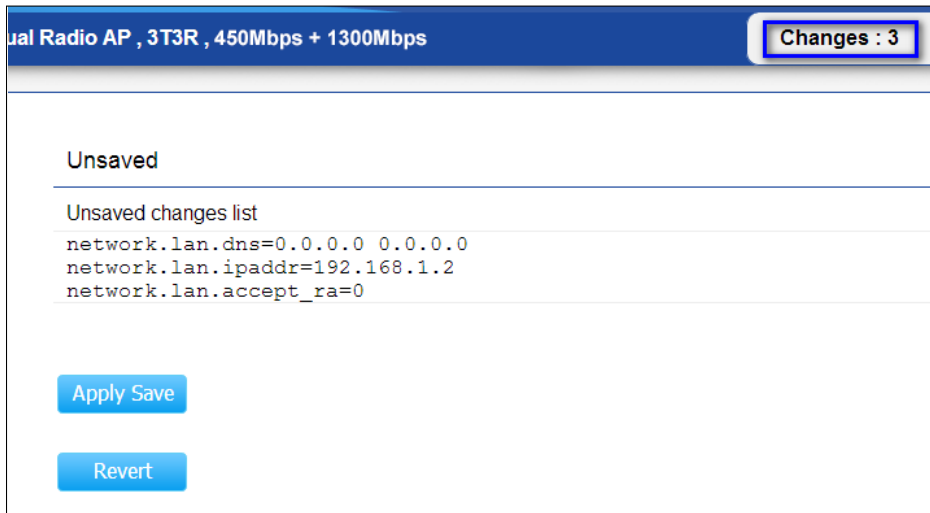 ual Radio AP , 3T3R , 450Mbps + 1300Mbps
Changes : 3
Unsaved
Unsaved changes list
network.lan.dns=0.0.0.0 0.0.0.0
network.lan.ipaddr=192.168.1.2
network.lan.accept_ra=0
Apply Save
Revert